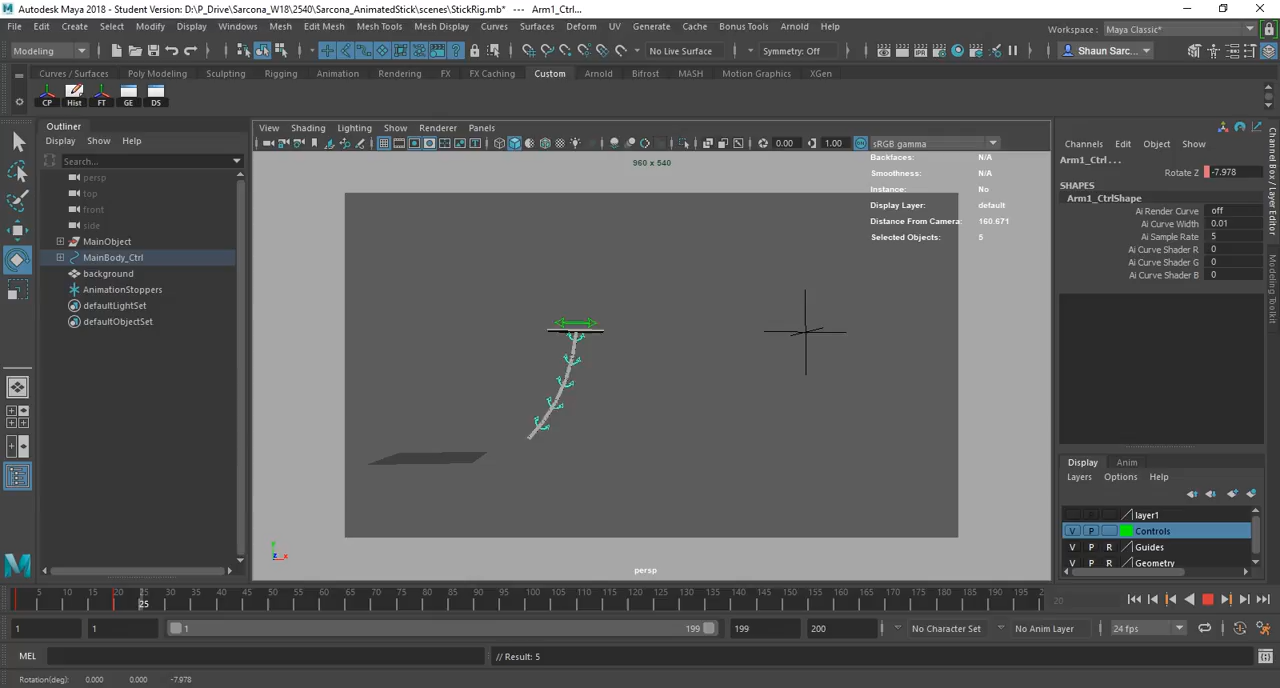 Autodesk Maya 2018 - Student Version: D:\P_Drive\Sarcona_W18\2540\Sarcona_AnimatedStick\scenes\StickRig.mb* --- Arm1_Ctrl...
File Edit Create Select Modify Display Windows Mesh Edit Mesh Mesh Tools Mesh Display Curves Surfaces Deform UV Generate Cache Bonus Tools Arnold Help
Workspace : Maya Classic*
Modeling No Live Surface Symmetry: Off Shaun Sarc...
Curves / Surfaces Poly Modeling Sculpting Rigging Animation Rendering FX FX Caching Custom Arnold Bifrost MASH Motion Graphics XGen
CP Hist FT GE DS
Outliner
Display Show Help
Search...
persp
top
front
side
MainObject
MainBody_Ctrl
background
AnimationStoppers
defaultLightSet
defaultObjectSet
View Shading Lighting Show Renderer Panels
0.00 1.00 sRGB gamma
960 x 540
Backfaces: N/A
Smoothness: N/A
Instance: No
Display Layer: default
Distance From Camera: 160.671
Selected Objects: 5
persp
Channels Edit Object Show
Arm1_Ctrl . . .
Rotate Z -7.978
SHAPES
Arm1_CtrlShape
Ai Render Curve off
Ai Curve Width 0.01
Ai Sample Rate 5
Ai Curve Shader R 0
Ai Curve Shader G 0
Ai Curve Shader B 0
Channel Box / Layer Editor
Modeling Toolkit
Display Anim
Layers Options Help
layer1
V P Controls
V P R Guides
V P R Geometry
5 10 15 20 25 30 35 40 45 50 55 60 65 70 75 80 85 90 95 100 105 110 115 120 125 130 135 140 145 150 155 160 165 170 175 180 185 190 195 2
25
20
1 1 1 199 199 200 No Character Set No Anim Layer 24 fps
MEL // Result: 5
Rotation(deg): 0.000 0.000 -7.978